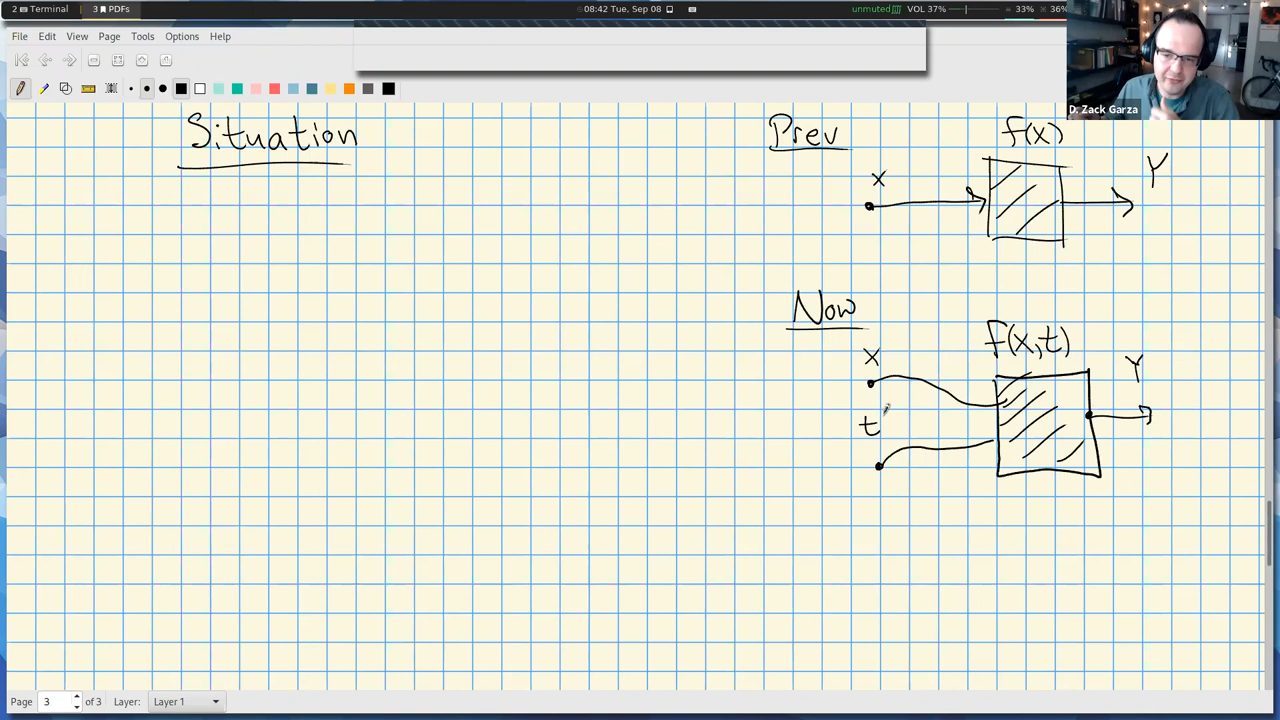 2 Terminal 3 PDFs 08:42 Tue, Sep 08 unmuted VOL 37% 33% 36%
File Edit View Page Tools Options Help
D. Zack Garza
Situation
Prev
f(x)
x
Y
Now
f(x,t)
x
Y
t
Page 3 of 3 Layer: Layer 1